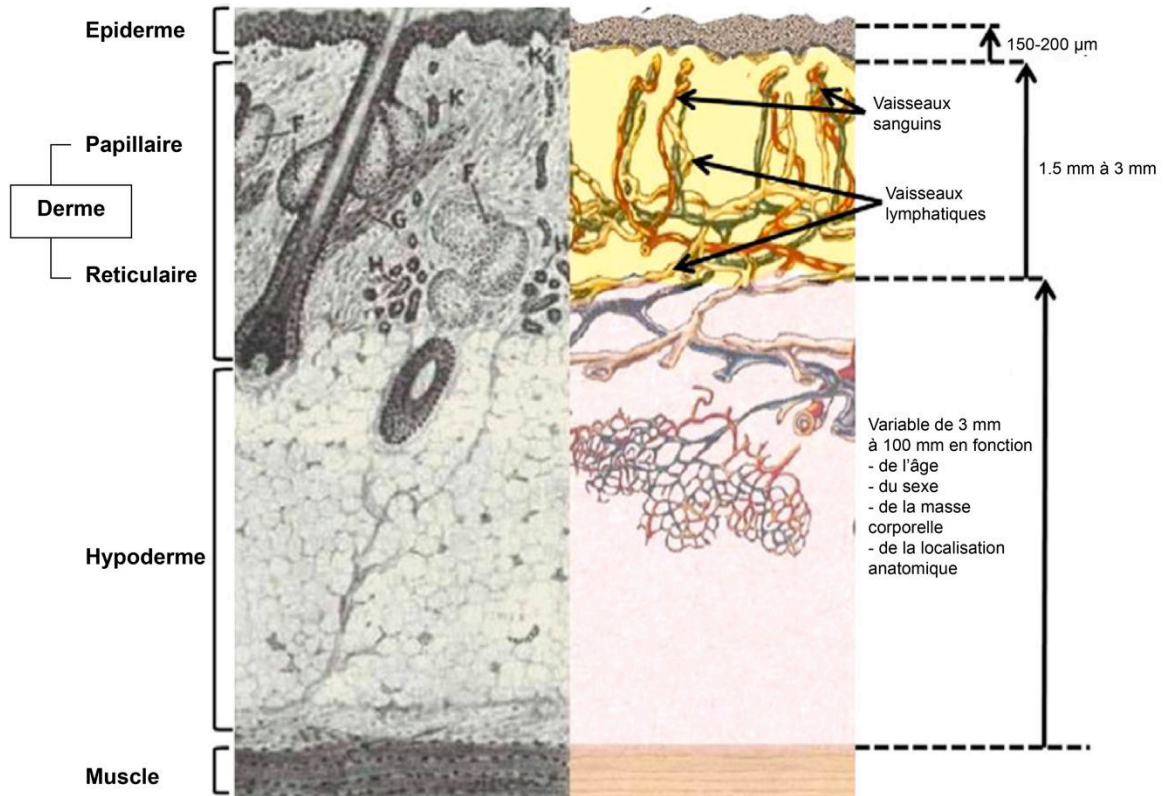 Epiderme
Papillaire
Derme
Reticulaire
Hypoderme
Muscle
K
K
F
F
G
H
H
150-200 µm
Vaisseaux
sanguins
1.5 mm à 3 mm
Vaisseaux
lymphatiques
Variable de 3 mm
à 100 mm en fonction
- de l'âge
- du sexe
- de la masse
corporelle
- de la localisation
anatomique